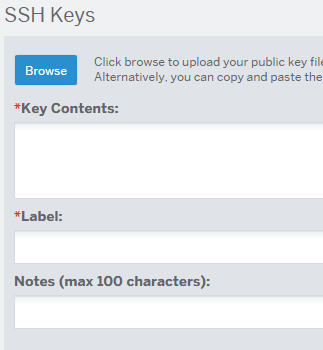 SSH Keys
Browse
Click browse to upload your public key file
Alternatively, you can copy and paste the
*Key Contents:
*Label:
Notes (max 100 characters):